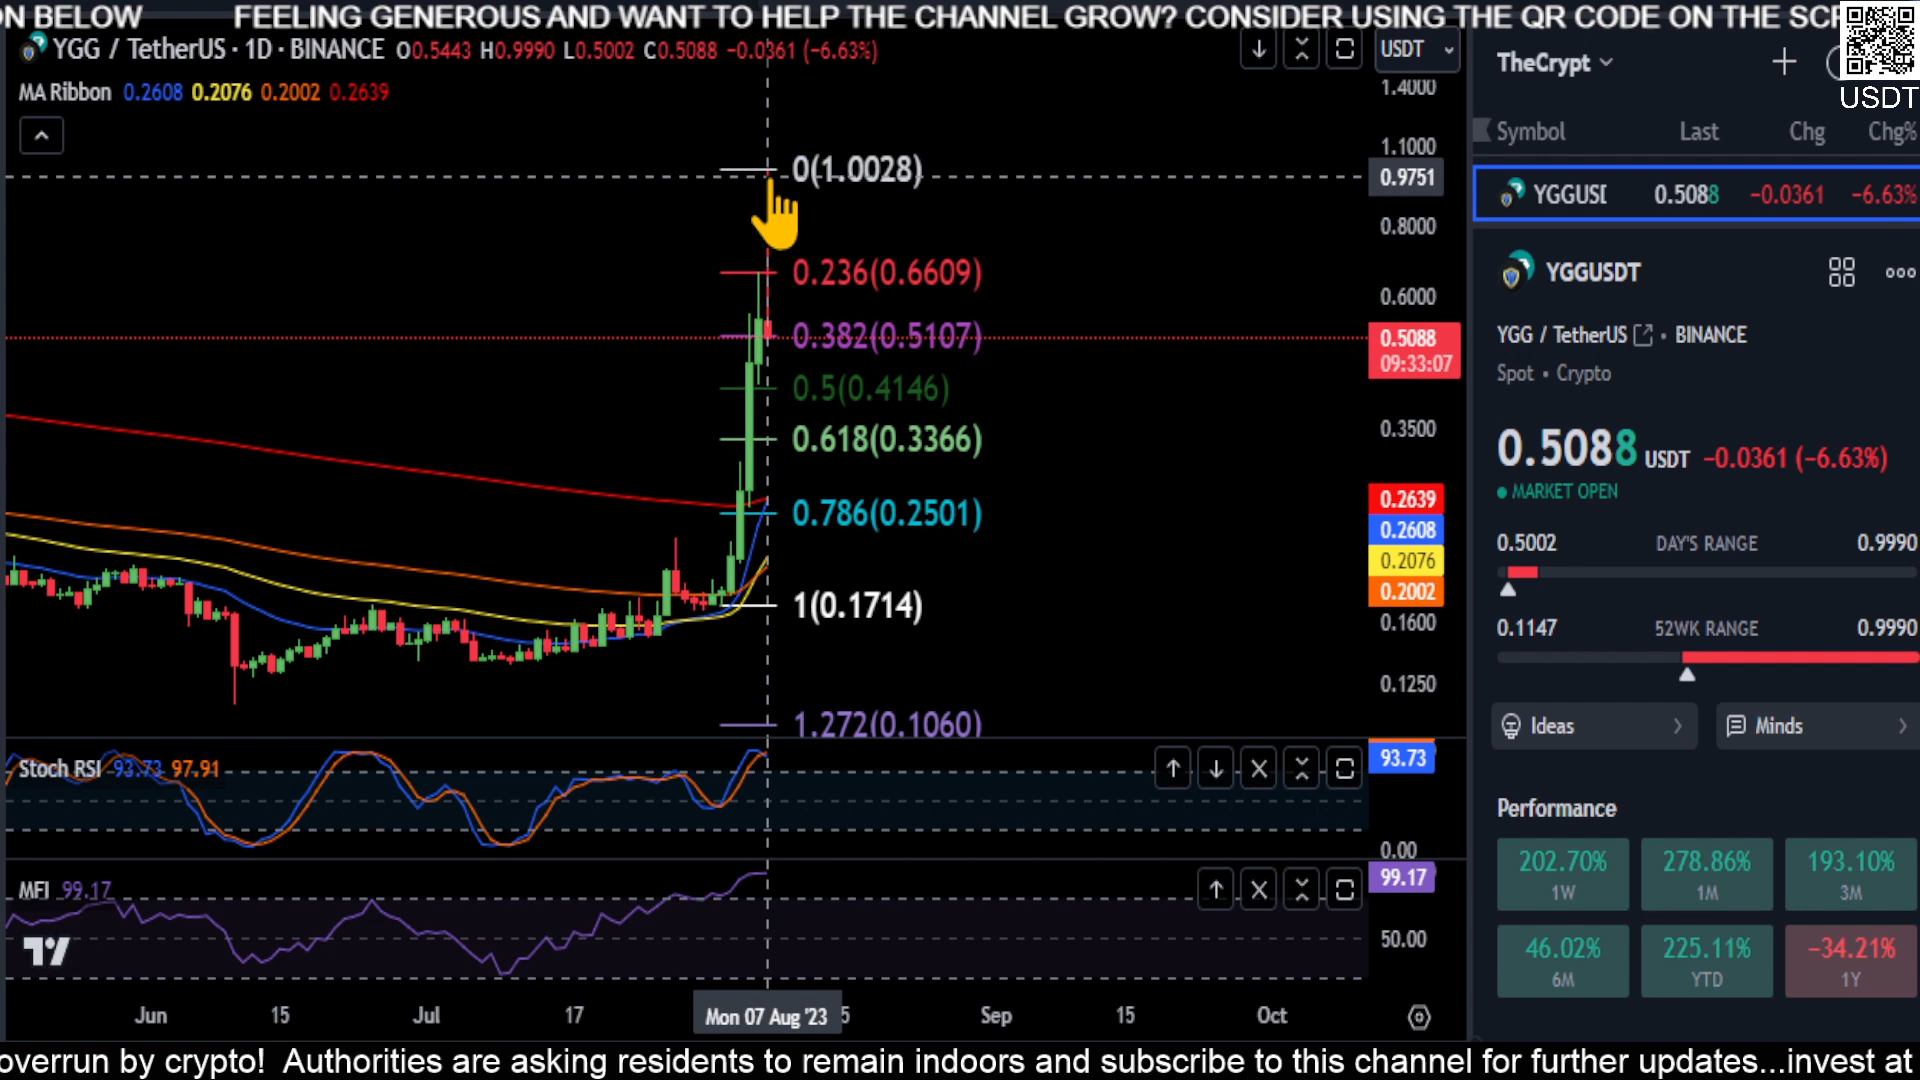 ON BELOW FEELING GENEROUS AND WANT TO HELP THE CHANNEL GROW? CONSIDER USING THE QR CODE ON THE SCR
YGG / TetherUS · 1D · BINANCE O0.5443 H0.9990 L0.5002 C0.5088 −0.0361 (−6.63%)
MA Ribbon 0.2608 0.2076 0.2002 0.2639
USDT
1.4000
1.1000
0.9751
0.8000
0.6000
0.5088
09:33:07
0.3500
0.2639
0.2608
0.2076
0.2002
0.1600
0.1250
0(1.0028)
0.236(0.6609)
0.382(0.5107)
0.5(0.4146)
0.618(0.3366)
0.786(0.2501)
1(0.1714)
1.272(0.1060)
Stoch RSI 93.73 97.91
93.73
0.00
MFI 99.17
99.17
50.00
Jun 15 Jul 17 Mon 07 Aug '23 5 Sep 15 Oct
TheCrypt
USDT
Symbol Last Chg Chg%
YGGUSD 0.5088 −0.0361 −6.63%
YGGUSDT
YGG / TetherUS • BINANCE
Spot • Crypto
0.5088 USDT −0.0361 (−6.63%)
MARKET OPEN
0.5002 DAY'S RANGE 0.9990
0.1147 52WK RANGE 0.9990
Ideas Minds
Performance
202.70% 278.86% 193.10%
1W 1M 3M
46.02% 225.11% −34.21%
6M YTD 1Y
overrun by crypto! Authorities are asking residents to remain indoors and subscribe to this channel for further updates...invest at